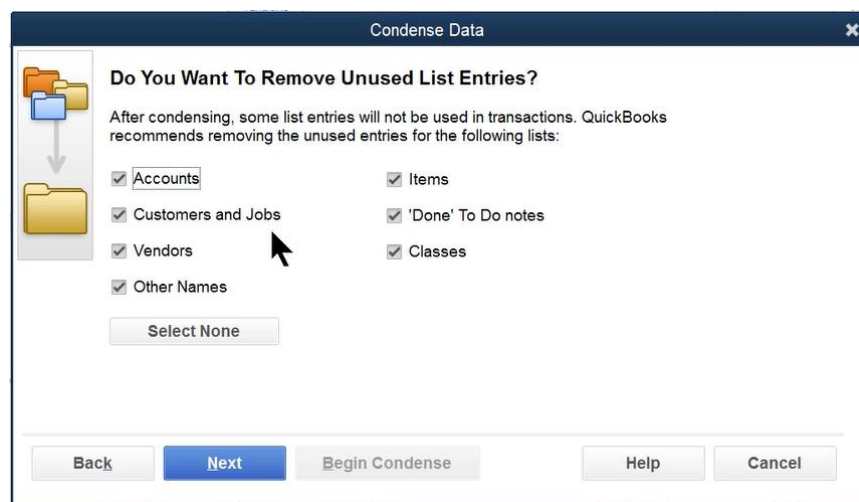 Condense Data
Do You Want To Remove Unused List Entries?
After condensing, some list entries will not be used in transactions. QuickBooks
recommends removing the unused entries for the following lists:
Accounts
Items
Customers and Jobs
'Done' To Do notes
Vendors
Classes
Other Names
Select None
Back
Next
Begin Condense
Help
Cancel